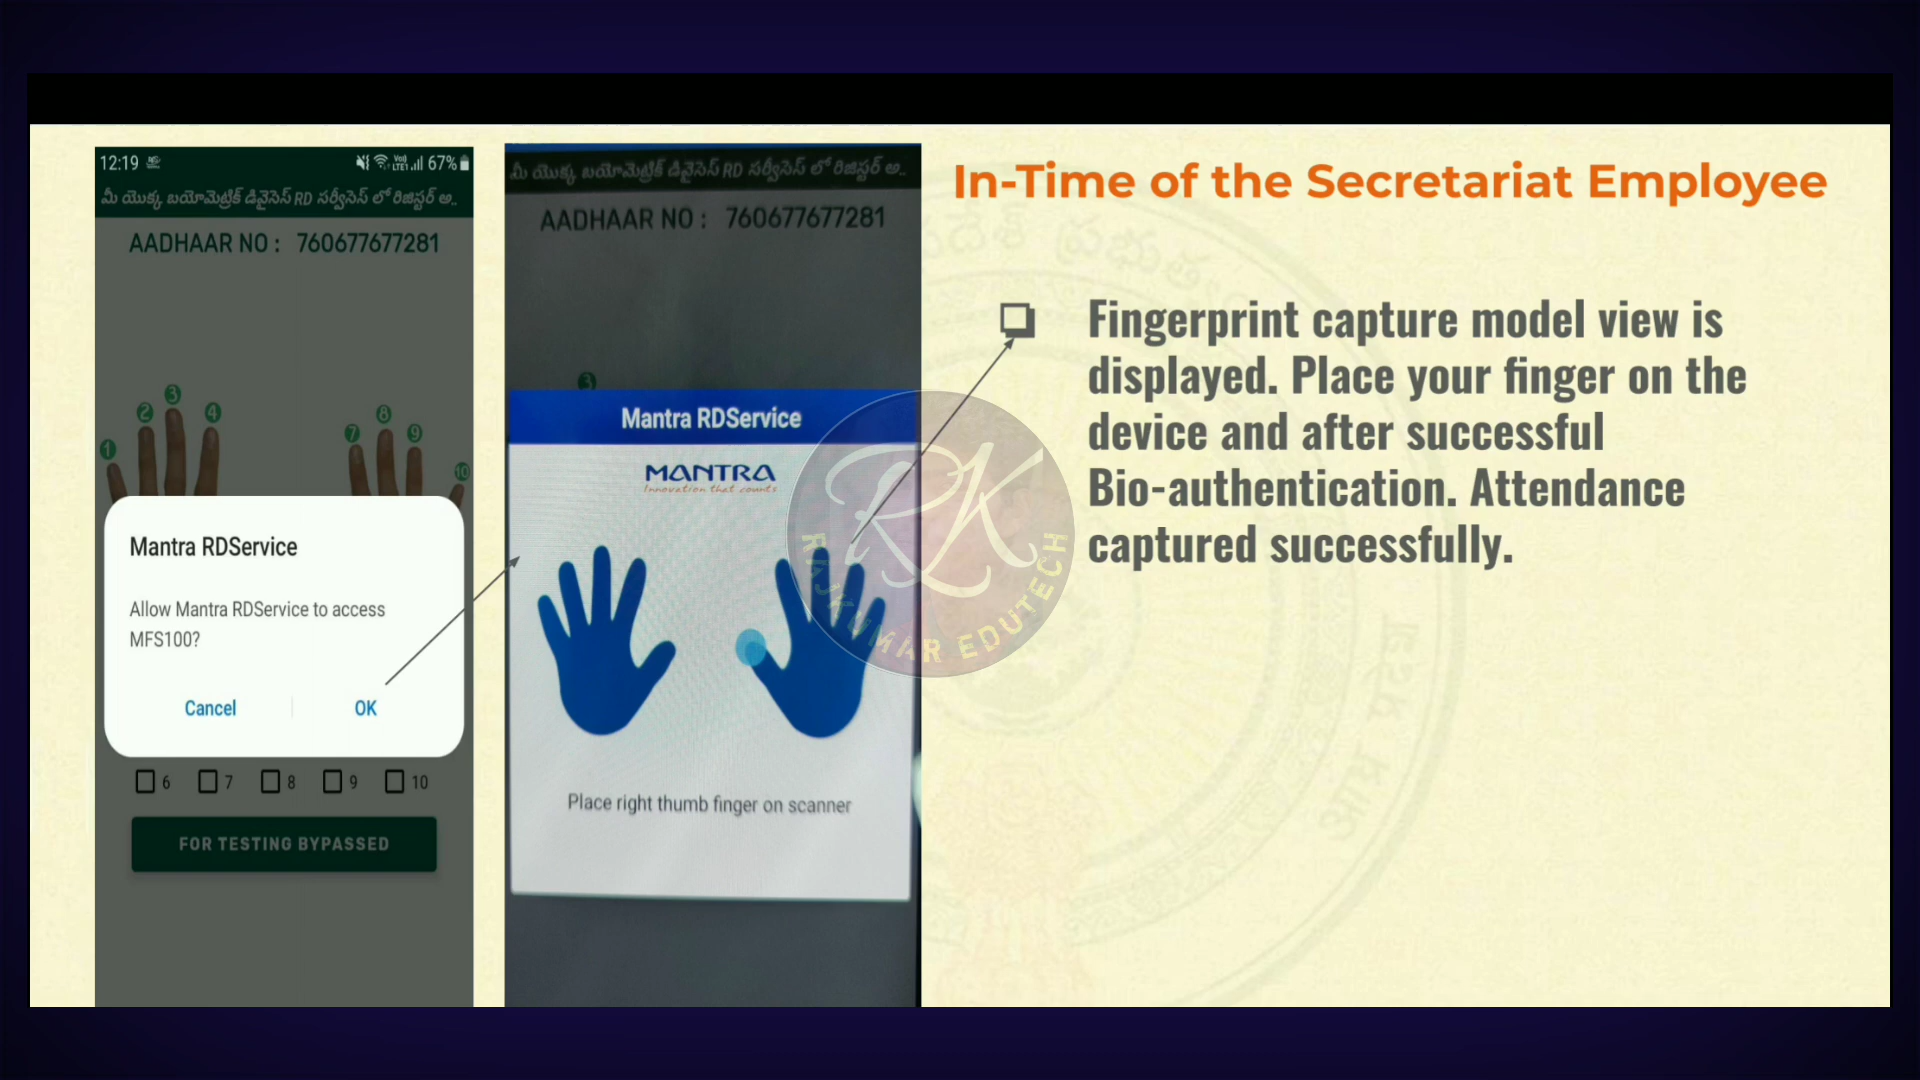 12:19
67%
మీ యొక్క బయోమెట్రిక్ డివైసెస్ RD సర్వీసెస్ లో రిజిస్టర్ అ..
AADHAAR NO : 760677677281
1
2
3
4
7
8
9
10
Mantra RDService
Allow Mantra RDService to access
MFS100?
Cancel
OK
6
7
8
9
10
FOR TESTING BYPASSED
మీ యొక్క బయోమెట్రిక్ డివైసెస్ RD సర్వీసెస్ లో రిజిస్టర్ అ..
AADHAAR NO : 760677677281
3
Mantra RDService
MANTRA
Innovation that counts
Place right thumb finger on scanner
In-Time of the Secretariat Employee
Fingerprint capture model view is
displayed. Place your finger on the
device and after successful
Bio-authentication. Attendance
captured successfully.
RK
RAJKUMAR EDUTECH